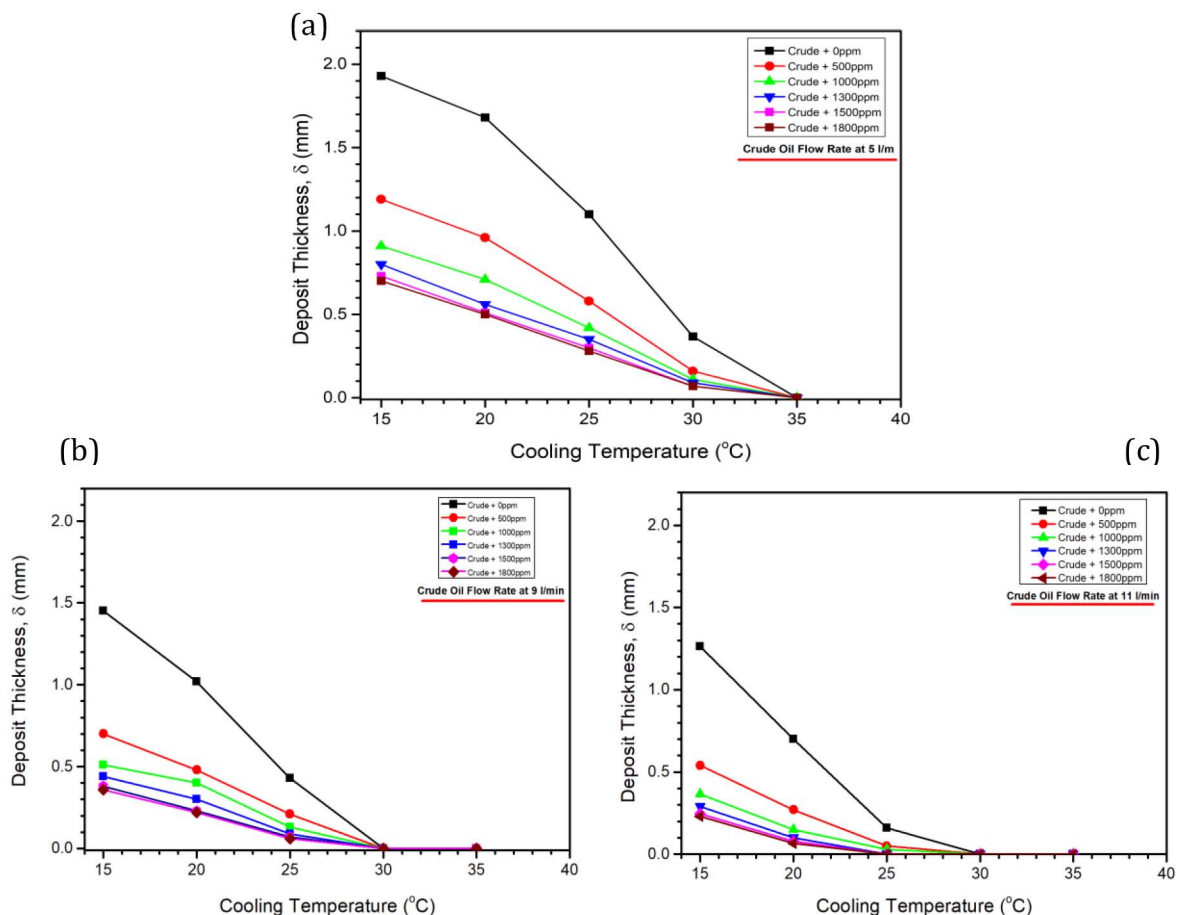 (a)
Crude + 0ppm
Crude + 500ppm
Crude + 1000ppm
Crude + 1300ppm
Crude + 1500ppm
Crude + 1800ppm
Crude Oil Flow Rate at 5 l/m
Deposit Thickness, δ (mm)
2.0
1.5
1.0
0.5
0.0
15 20 25 30 35 40
Cooling Temperature (°C)
(b)
Crude + 0ppm
Crude + 500ppm
Crude + 1000ppm
Crude + 1300ppm
Crude + 1500ppm
Crude + 1800ppm
Crude Oil Flow Rate at 9 l/min
Deposit Thickness, δ (mm)
2.0
1.5
1.0
0.5
0.0
15 20 25 30 35 40
Cooling Temperature (°C)
(c)
Crude + 0ppm
Crude + 500ppm
Crude + 1000ppm
Crude + 1300ppm
Crude + 1500ppm
Crude + 1800ppm
Crude Oil Flow Rate at 11 l/min
Deposit Thickness, δ (mm)
2.0
1.5
1.0
0.5
0.0
15 20 25 30 35 40
Cooling Temperature (°C)